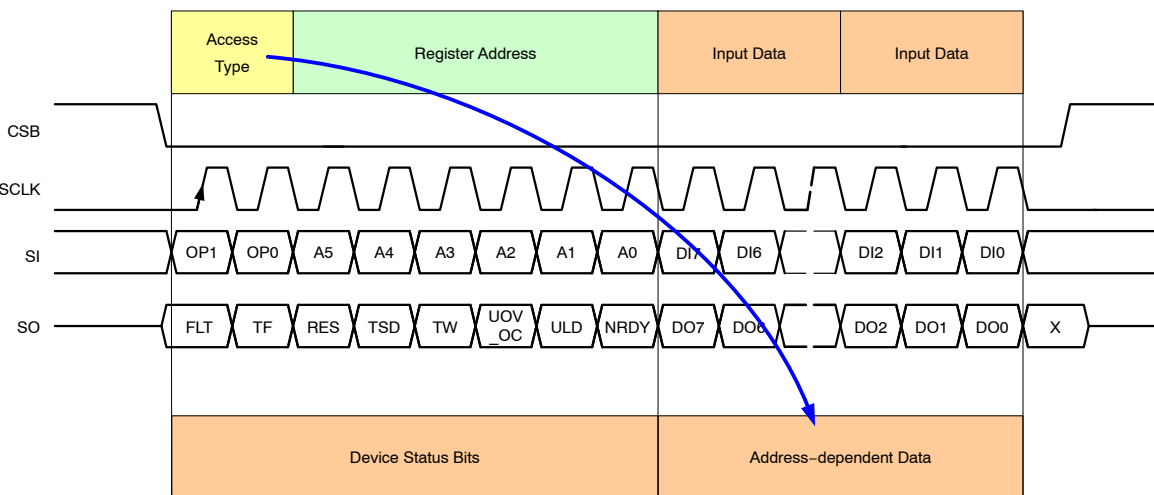 Access
Type
Register Address
Input Data
Input Data
CSB
SCLK
SI
OP1 OP0 A5 A4 A3 A2 A1 A0 DI7 DI6 DI2 DI1 DI0
SO
FLT TF RES TSD TW UOV
_OC ULD NRDY DO7 DO6 DO2 DO1 DO0 X
Device Status Bits
Address−dependent Data